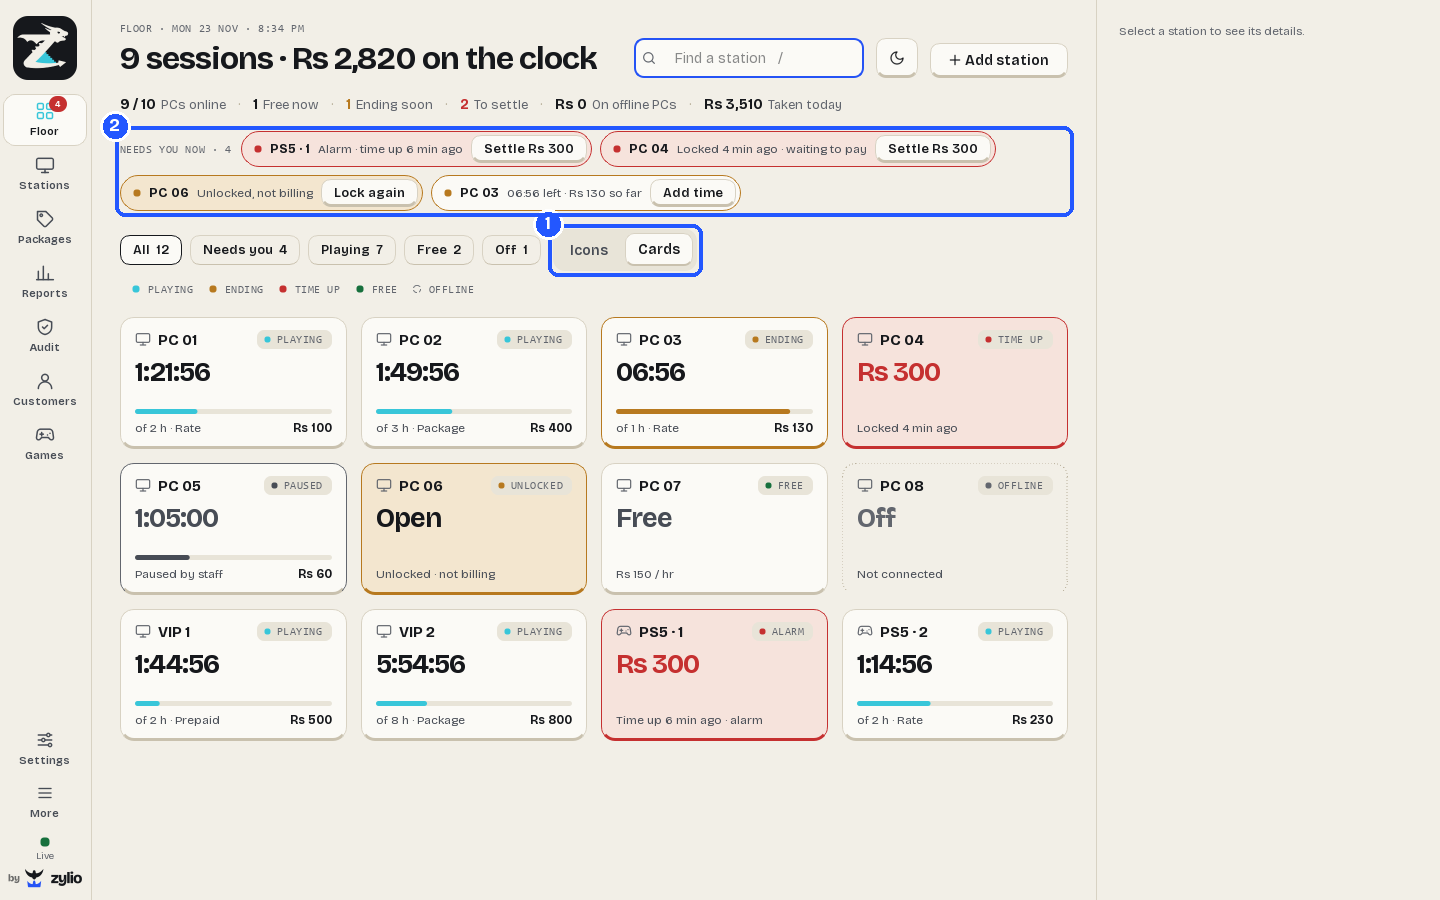 FLOOR · MON 23 NOV · 8:34 PM
9 sessions · Rs 2,820 on the clock
Find a station /
Add station
Select a station to see its details.
9 / 10 PCs online · 1 Free now · 1 Ending soon · 2 To settle · Rs 0 On offline PCs · Rs 3,510 Taken today
2
NEEDS YOU NOW · 4
PS5 · 1 Alarm · time up 6 min ago Settle Rs 300
PC 04 Locked 4 min ago · waiting to pay Settle Rs 300
PC 06 Unlocked, not billing Lock again
PC 03 06:56 left · Rs 130 so far Add time
1
All 12 Needs you 4 Playing 7 Free 2 Off 1 Icons Cards
PLAYING ENDING TIME UP FREE OFFLINE
PC 01 PLAYING
1:21:56
of 2 h · Rate Rs 100
PC 02 PLAYING
1:49:56
of 3 h · Package Rs 400
PC 03 ENDING
06:56
of 1 h · Rate Rs 130
PC 04 TIME UP
Rs 300
Locked 4 min ago
PC 05 PAUSED
1:05:00
Paused by staff Rs 60
PC 06 UNLOCKED
Open
Unlocked · not billing
PC 07 FREE
Free
Rs 150 / hr
PC 08 OFFLINE
Off
Not connected
VIP 1 PLAYING
1:44:56
of 2 h · Prepaid Rs 500
VIP 2 PLAYING
5:54:56
of 8 h · Package Rs 800
PS5 · 1 ALARM
Rs 300
Time up 6 min ago · alarm
PS5 · 2 PLAYING
1:14:56
of 2 h · Rate Rs 230
4
Floor
Stations
Packages
Reports
Audit
Customers
Games
Settings
More
Live
by zylio